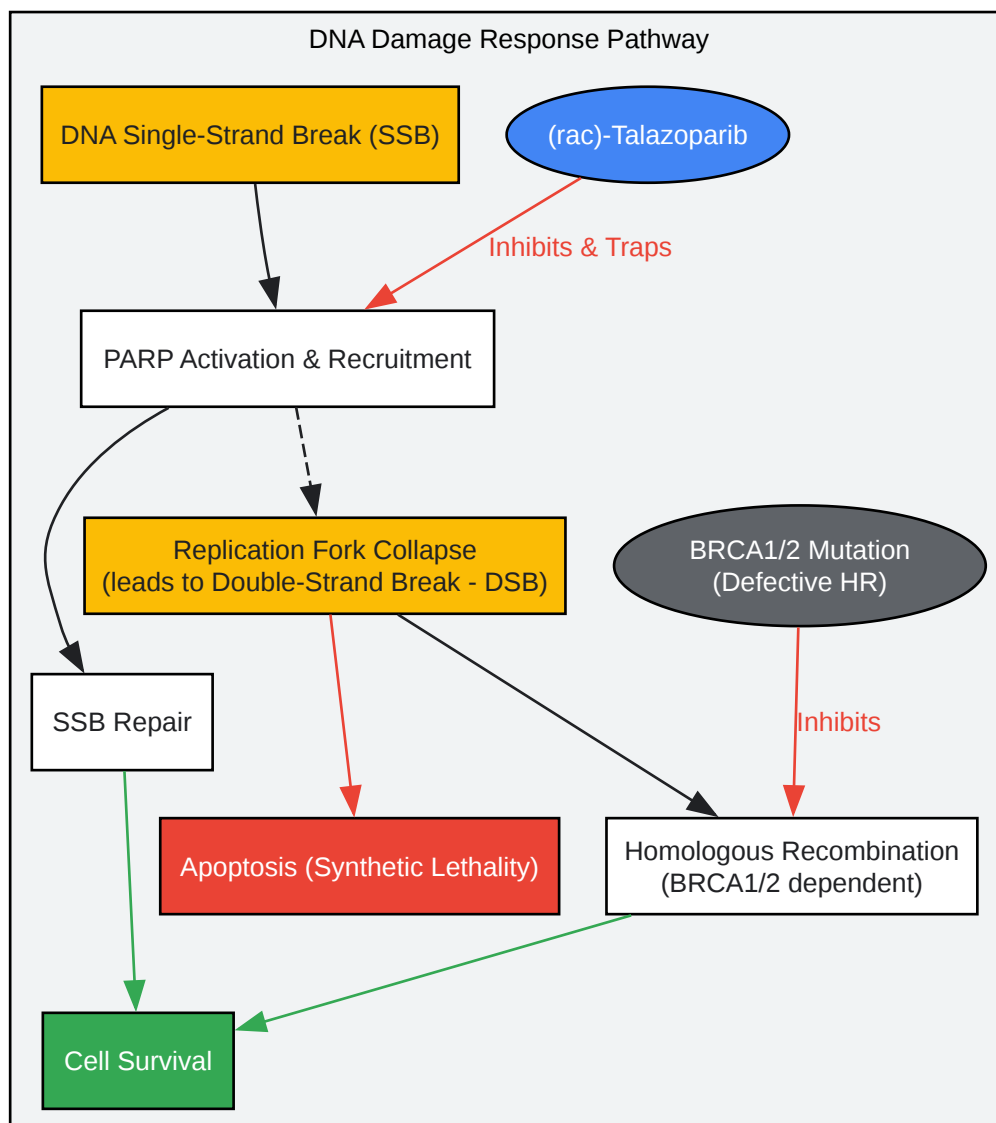 DNA Damage Response Pathway
DNA Single-Strand Break (SSB)
(rac)-Talazoparib
Inhibits & Traps
PARP Activation & Recruitment
Replication Fork Collapse
(leads to Double-Strand Break - DSB)
BRCA1/2 Mutation
(Defective HR)
SSB Repair
Inhibits
Apoptosis (Synthetic Lethality)
Homologous Recombination
(BRCA1/2 dependent)
Cell Survival